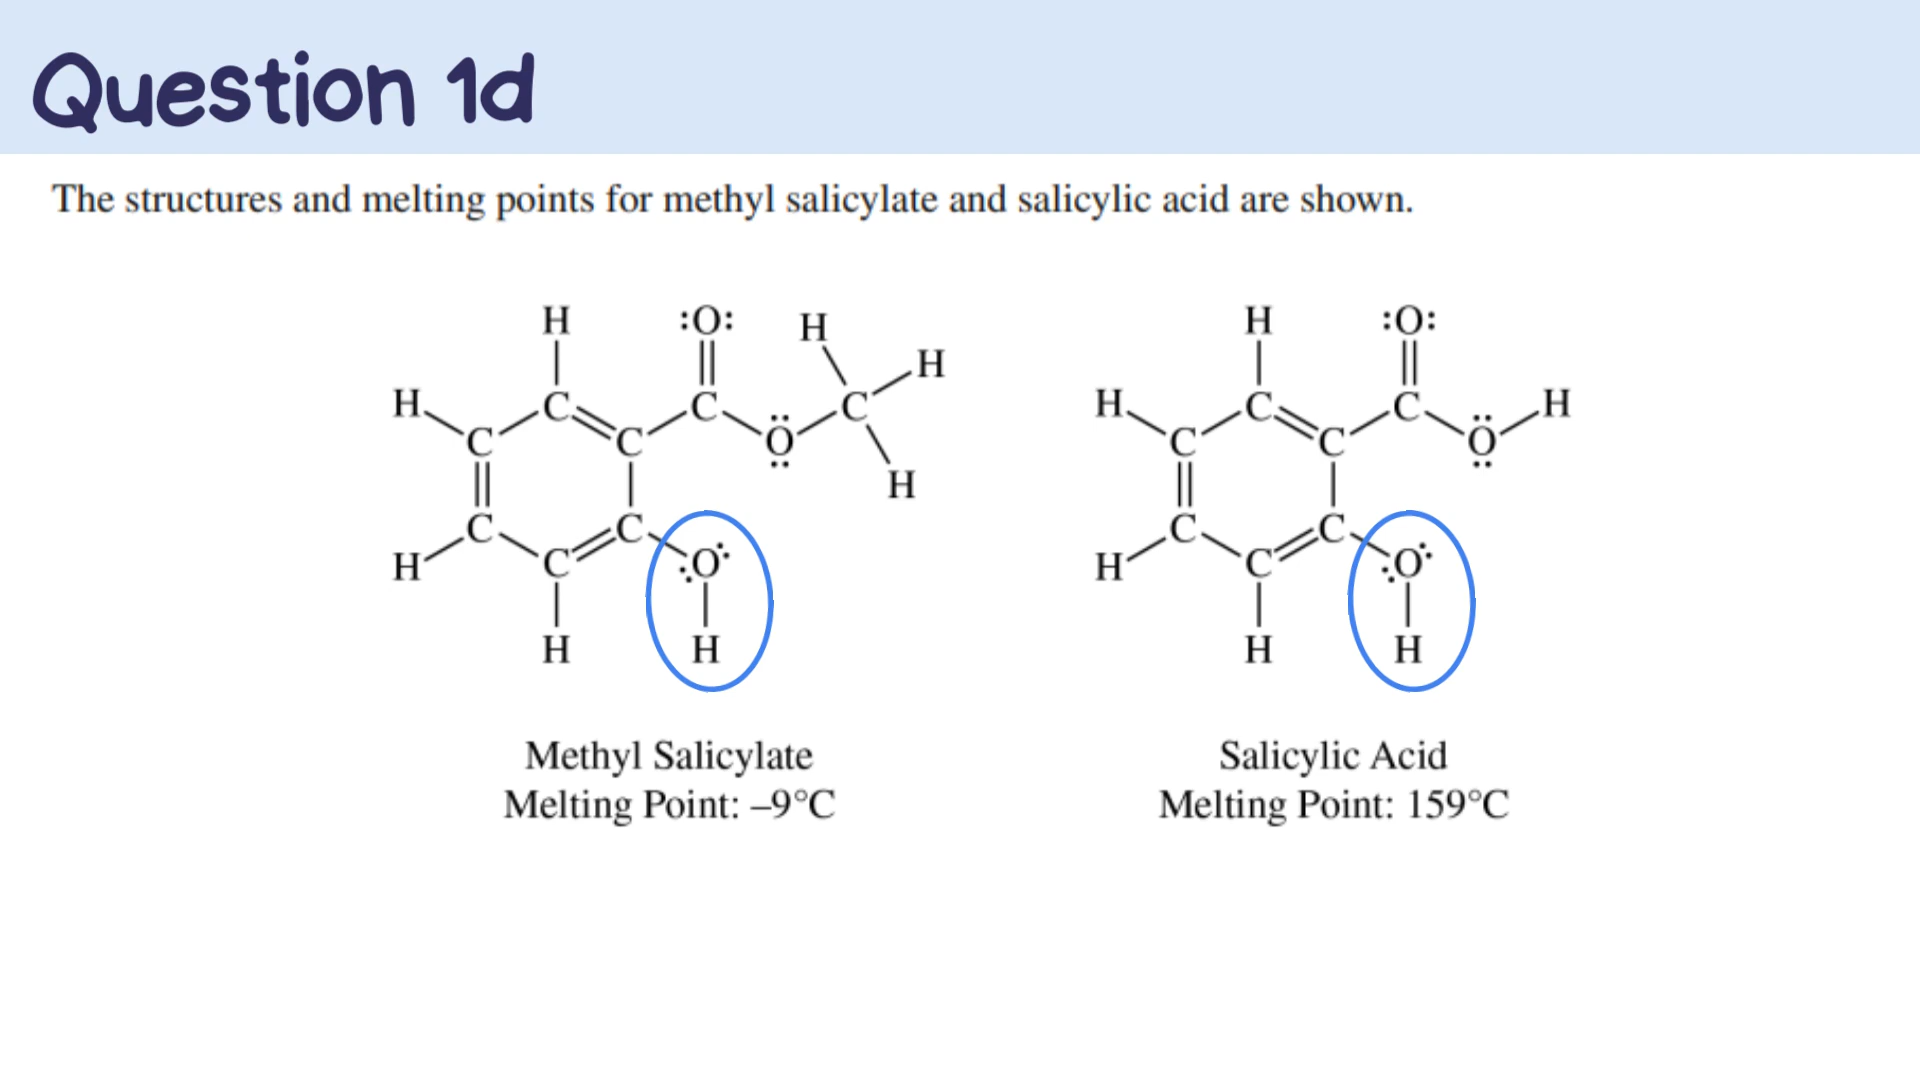 Question 1d
The structures and melting points for methyl salicylate and salicylic acid are shown.
H :O: H H :O:
H
H C C O C H C C O H
C C C C
H
C C C C
H C O H C O
H H H H
Methyl Salicylate Salicylic Acid
Melting Point: –9°C Melting Point: 159°C